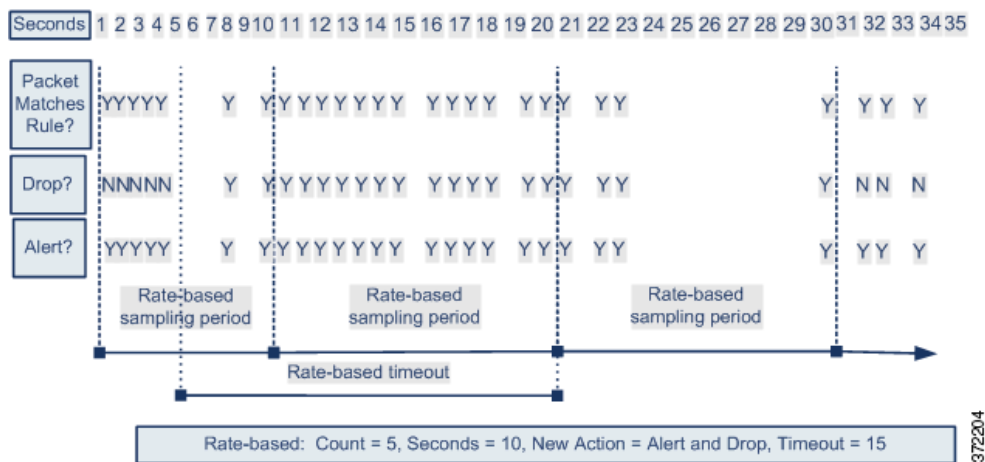 Seconds 1 2 3 4 5 6 7 8 9 10 11 12 13 14 15 16 17 18 19 20 21 22 23 24 25 26 27 28 29 30 31 32 33 34 35
Packet
Matches
Rule?
YYYYY Y Y Y Y Y Y Y Y Y Y Y Y Y Y Y Y Y Y
Y Y Y Y
Drop?
NNNNN Y Y Y Y Y Y Y Y Y Y Y Y Y Y Y Y Y Y
Y N N N
Alert?
YYYYY Y Y Y Y Y Y Y Y Y Y Y Y Y Y Y Y Y Y
Y Y Y Y
Rate-based
sampling period
Rate-based
sampling period
Rate-based
sampling period
Rate-based timeout
Rate-based: Count = 5, Seconds = 10, New Action = Alert and Drop, Timeout = 15
372204